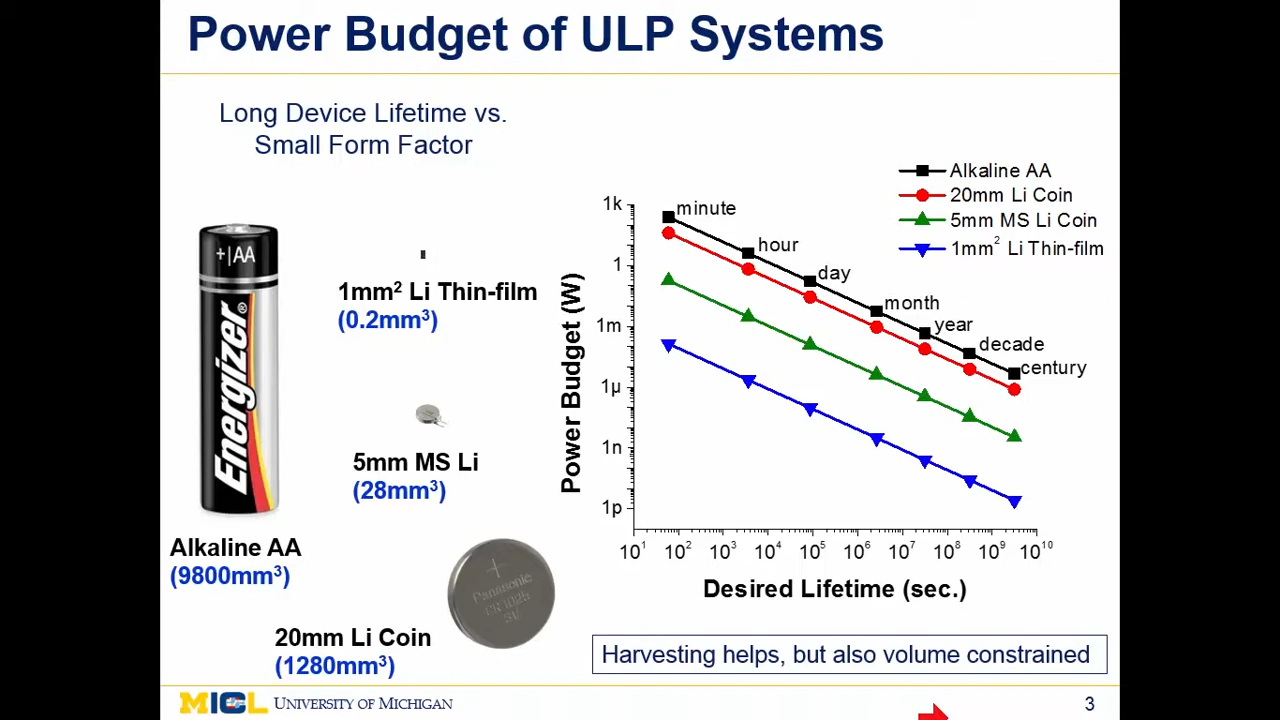 Power Budget of ULP Systems
Long Device Lifetime vs.
Small Form Factor
+|AA
Energizer®
Alkaline AA
(9800mm³)
1mm² Li Thin-film
(0.2mm³)
5mm MS Li
(28mm³)
Panasonic
3V
20mm Li Coin
(1280mm³)
Alkaline AA
20mm Li Coin
5mm MS Li Coin
1mm² Li Thin-film
Power Budget (W)
1k
1
1m
1µ
1n
1p
minute
hour
day
month
year
decade
century
10¹ 10² 10³ 10⁴ 10⁵ 10⁶ 10⁷ 10⁸ 10⁹ 10¹⁰
Desired Lifetime (sec.)
Harvesting helps, but also volume constrained
MICL UNIVERSITY OF MICHIGAN
3